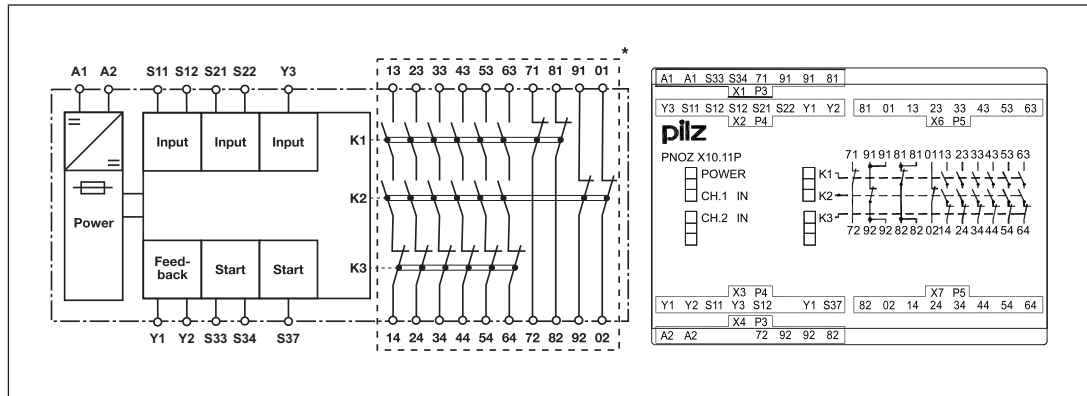 *
A1 A2 S11 S12 S21 S22 Y3 13 23 33 43 53 63 71 81 91 01
Input Input Input
K1
K2
Power
Feed-
back
Start Start
K3
Y1 Y2 S33 S34 S37 14 24 34 44 54 64 72 82 92 02
A1 A1 S33 S34 71 91 91 81
X1 P3
Y3 S11 S12 S12 S21 S22 Y1 Y2 81 01 13 23 33 43 53 63
X2 P4 X6 P5
pilz
PNOZ X10.11P
POWER
CH.1 IN
CH.2 IN
71 91 91 81 81 01 13 23 33 43 53 63
K1
K2
K3
72 92 92 82 82 02 14 24 34 44 54 64
X3 P4 X7 P5
Y1 Y2 S11 Y3 S12 Y1 S37 82 02 14 24 34 44 54 64
X4 P3
A2 A2 72 92 92 82